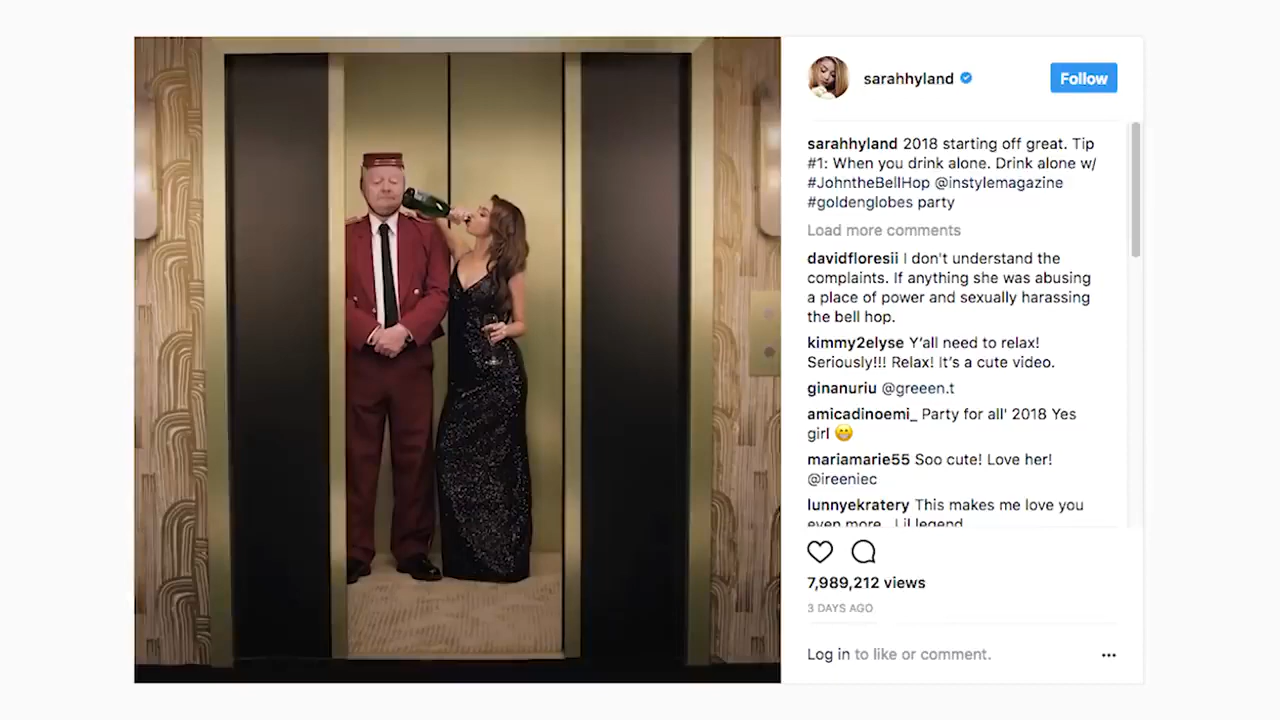 sarahhyland
Follow
sarahhyland 2018 starting off great. Tip
#1: When you drink alone. Drink alone w/
#JohntheBellHop @instylemagazine
#goldenglobes party
Load more comments
davidfloresii I don't understand the
complaints. If anything she was abusing
a place of power and sexually harassing
the bell hop.
kimmy2elyse Y'all need to relax!
Seriously!!! Relax! It's a cute video.
ginanuriu @greeen.t
amicadinoemi_ Party for all' 2018 Yes
girl 😁
mariamarie55 Soo cute! Love her!
@ireeniec
lunnyekratery This makes me love you
even more.. Lil legend
7,989,212 views
3 DAYS AGO
Log in to like or comment.